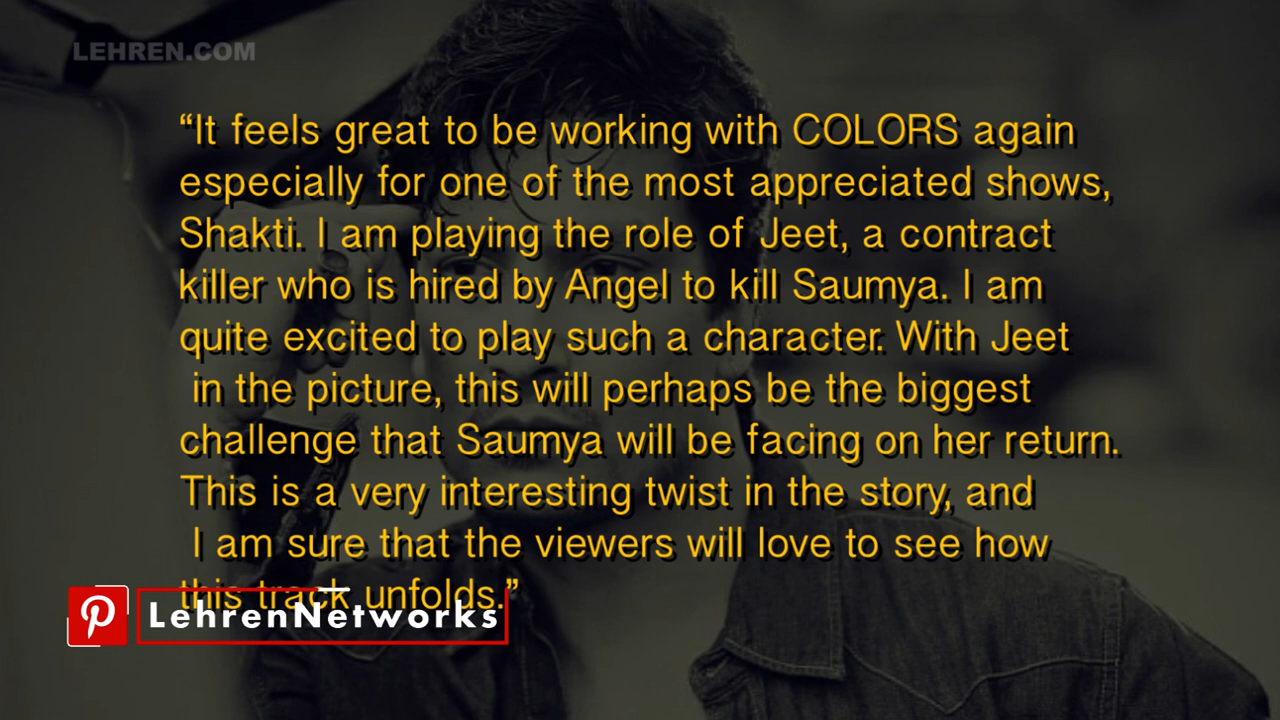 LEHREN.COM
“It feels great to be working with COLORS again
especially for one of the most appreciated shows,
Shakti. I am playing the role of Jeet, a contract
killer who is hired by Angel to kill Saumya. I am
quite excited to play such a character. With Jeet
in the picture, this will perhaps be the biggest
challenge that Saumya will be facing on her return.
This is a very interesting twist in the story, and
I am sure that the viewers will love to see how
this track unfolds.”
LehrenNetworks